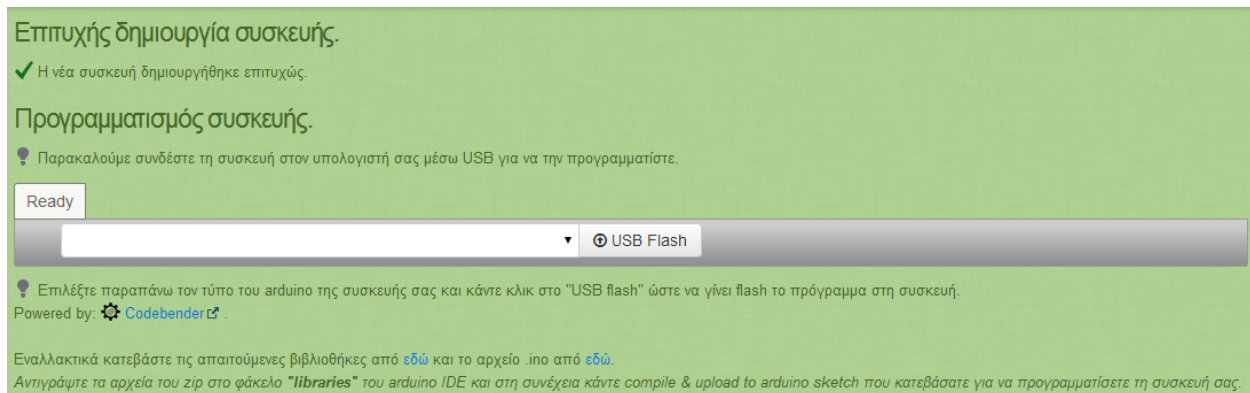 Επιτυχής δημιουργία συσκευής.
Η νέα συσκευή δημιουργήθηκε επιτυχώς.
Προγραμματισμός συσκευής.
Παρακαλούμε συνδέστε τη συσκευή στον υπολογιστή σας μέσω USB για να την προγραμματίστε.
Ready
USB Flash
Επιλέξτε παραπάνω τον τύπο του arduino της συσκευής σας και κάντε κλικ στο "USB flash" ώστε να γίνει flash το πρόγραμμα στη συσκευή.
Powered by: Codebender .
Εναλλακτικά κατεβάστε τις απαιτούμενες βιβλιοθήκες από εδώ και το αρχείο .ino από εδώ.
Αντιγράψτε τα αρχεία του zip στο φάκελο "libraries" του arduino IDE και στη συνέχεια κάντε compile & upload to arduino sketch που κατεβάσατε για να προγραμματίσετε τη συσκευή σας.